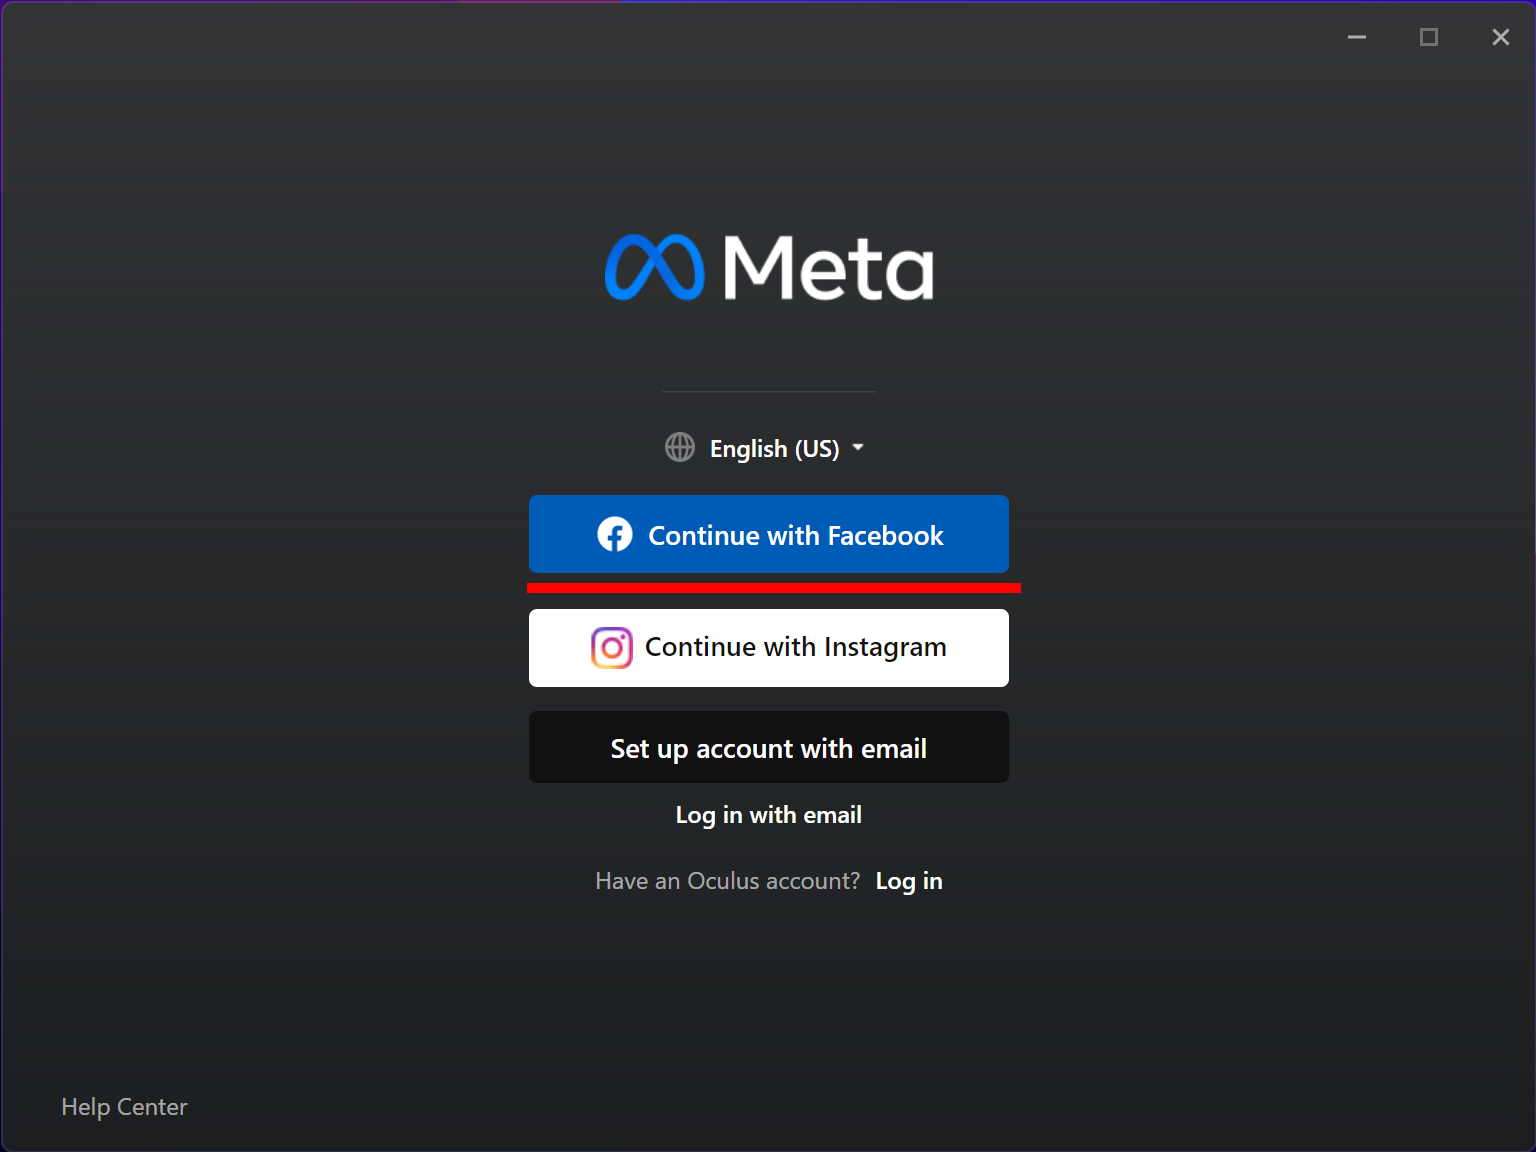 Meta
English (US)
Continue with Facebook
Continue with Instagram
Set up account with email
Log in with email
Have an Oculus account? Log in
Help Center